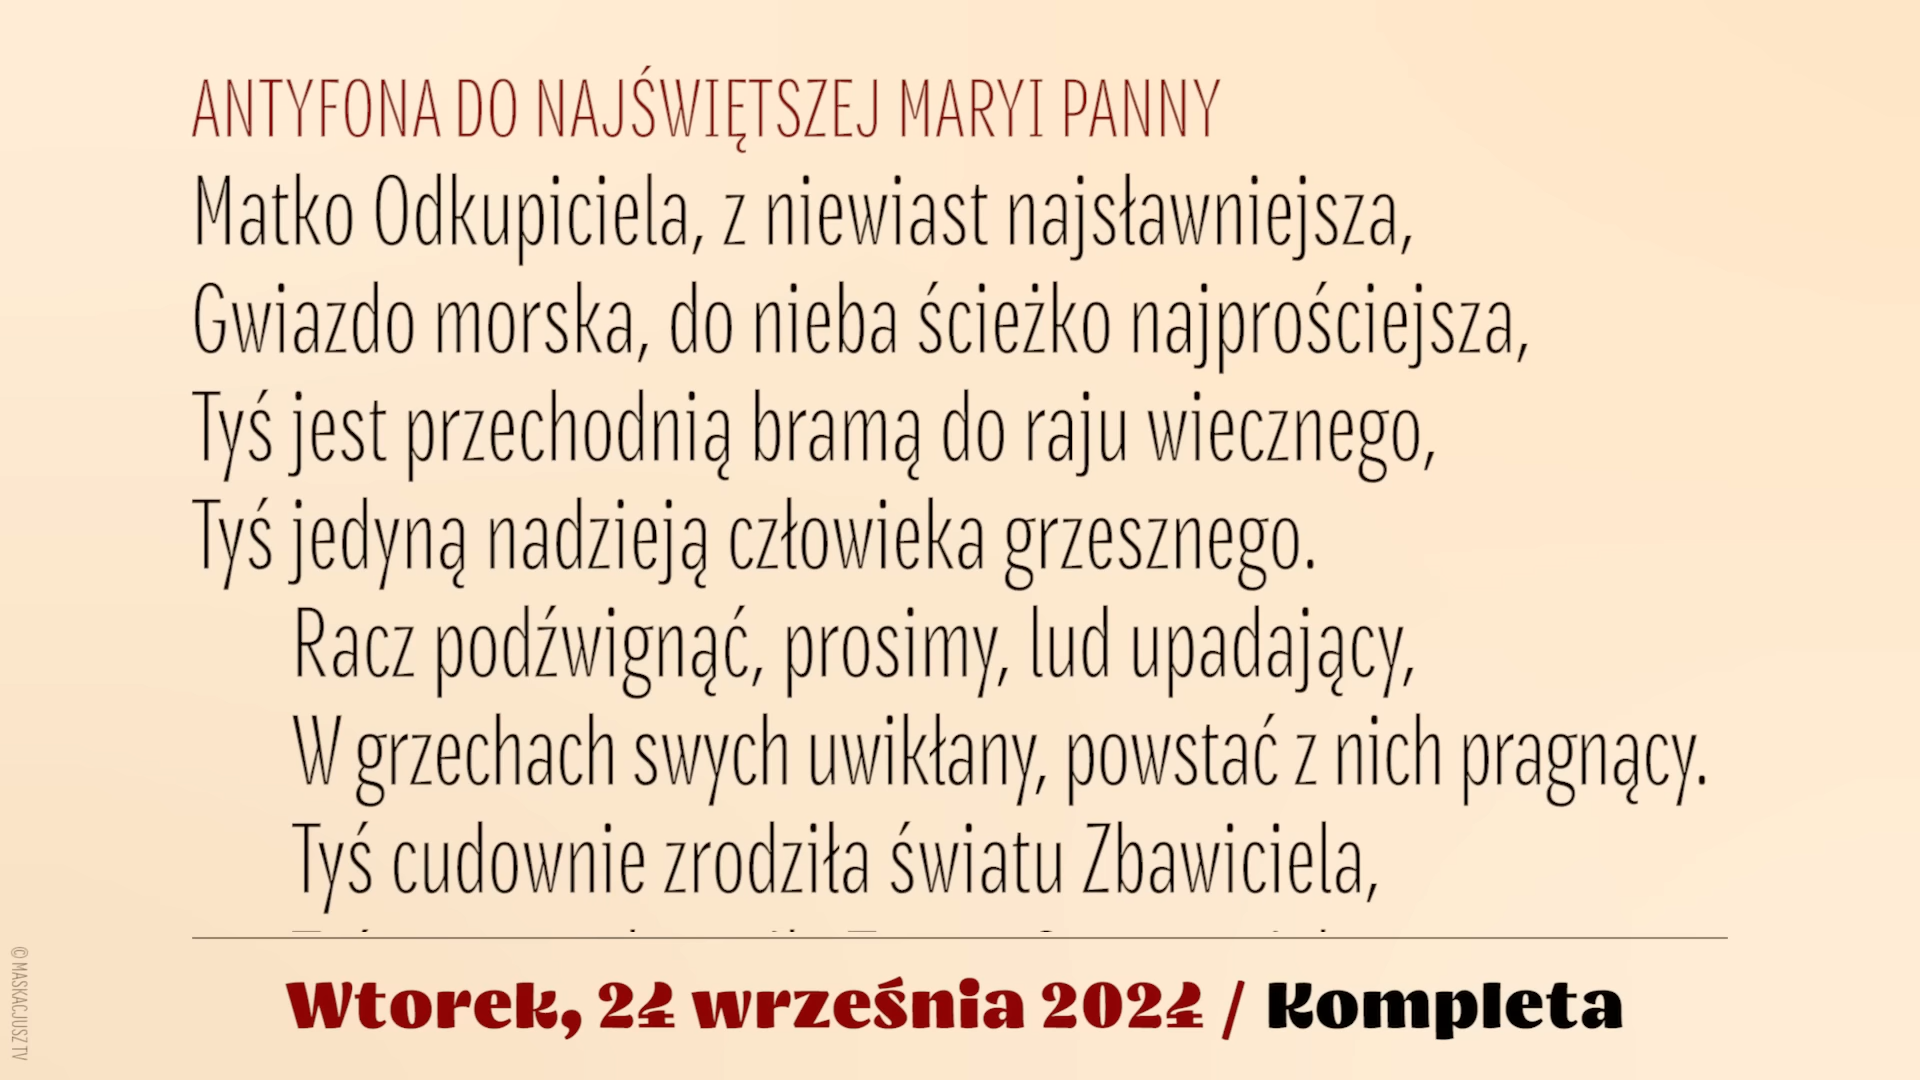 ANTYFONA DO NAJŚWIĘTSZEJ MARYI PANNY
Matko Odkupiciela, z niewiast najsławniejsza,
Gwiazdo morska, do nieba ścieżko najprościejsza,
Tyś jest przechodnią bramą do raju wiecznego,
Tyś jedyną nadzieją człowieka grzesznego.
Racz podźwignąć, prosimy, lud upadający,
W grzechach swych uwikłany, powstać z nich pragnący.
Tyś cudownie zrodziła światu Zbawiciela,
Wtorek, 24 września 2024 / Kompleta
© MASKACJUSZ TV